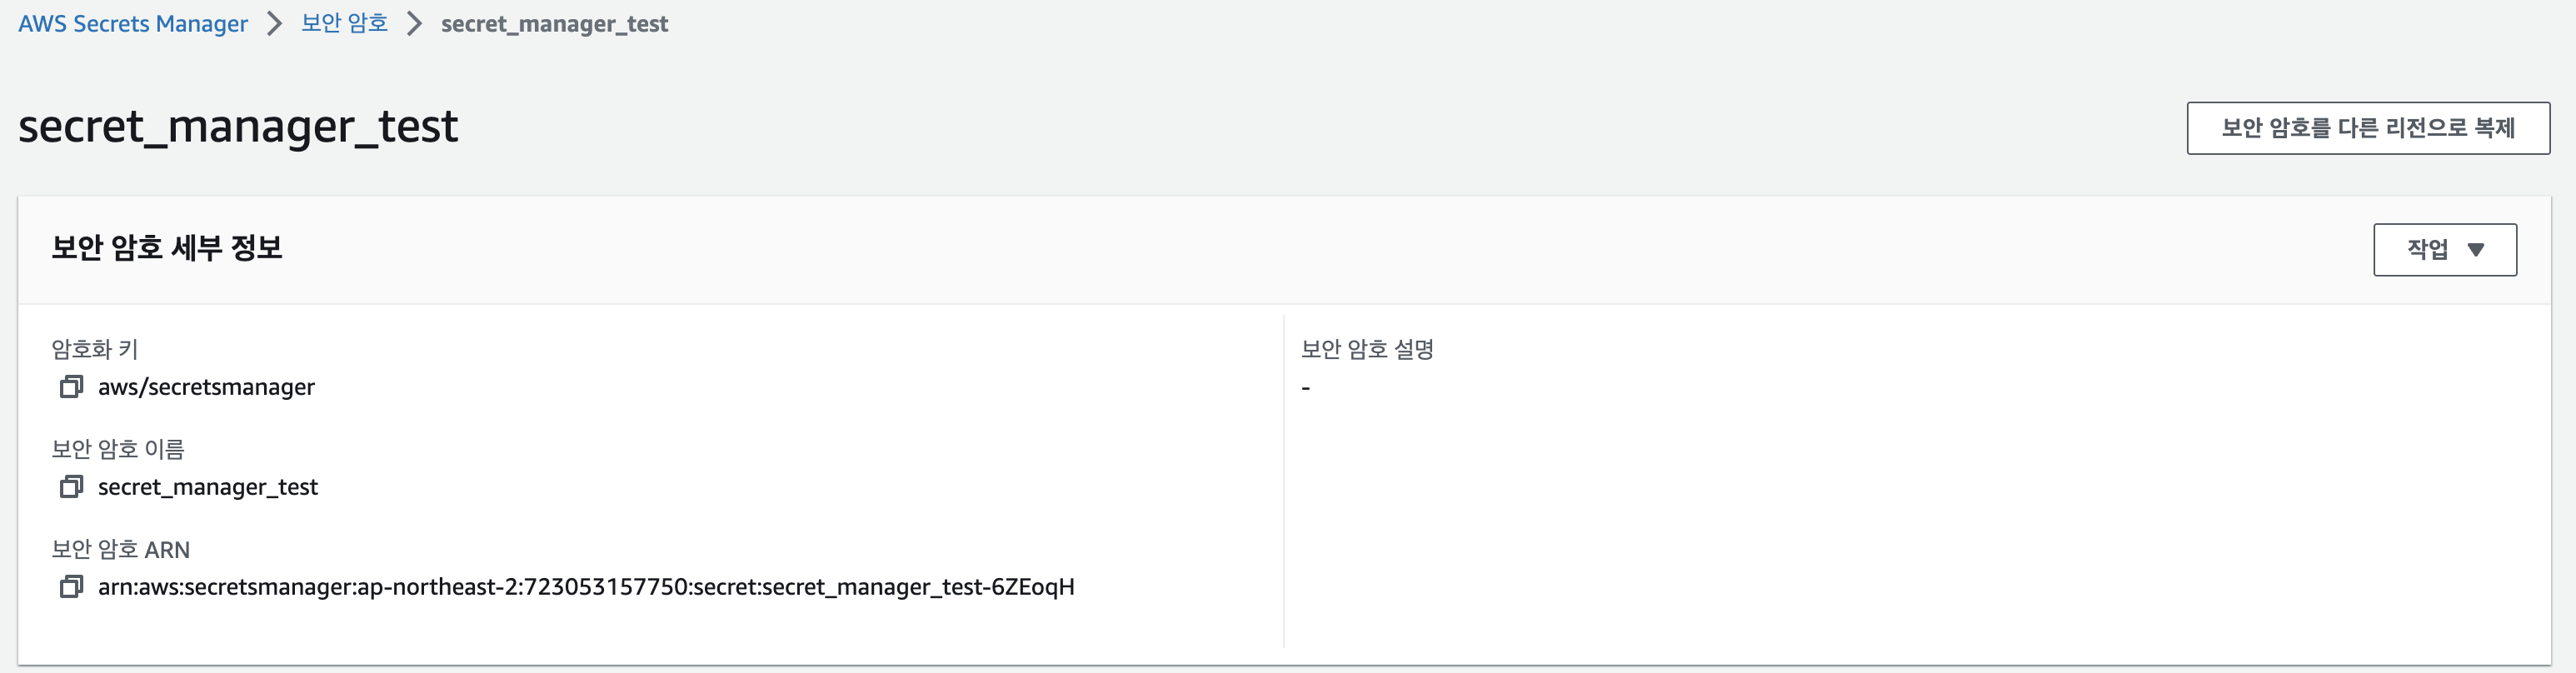 AWS Secrets Manager > 보안 암호 > secret_manager_test
secret_manager_test
보안 암호를 다른 리전으로 복제
보안 암호 세부 정보
작업 ▼
암호화 키
aws/secretsmanager
보안 암호 이름
secret_manager_test
보안 암호 ARN
arn:aws:secretsmanager:ap-northeast-2:723053157750:secret:secret_manager_test-6ZEoqH
보안 암호 설명
-